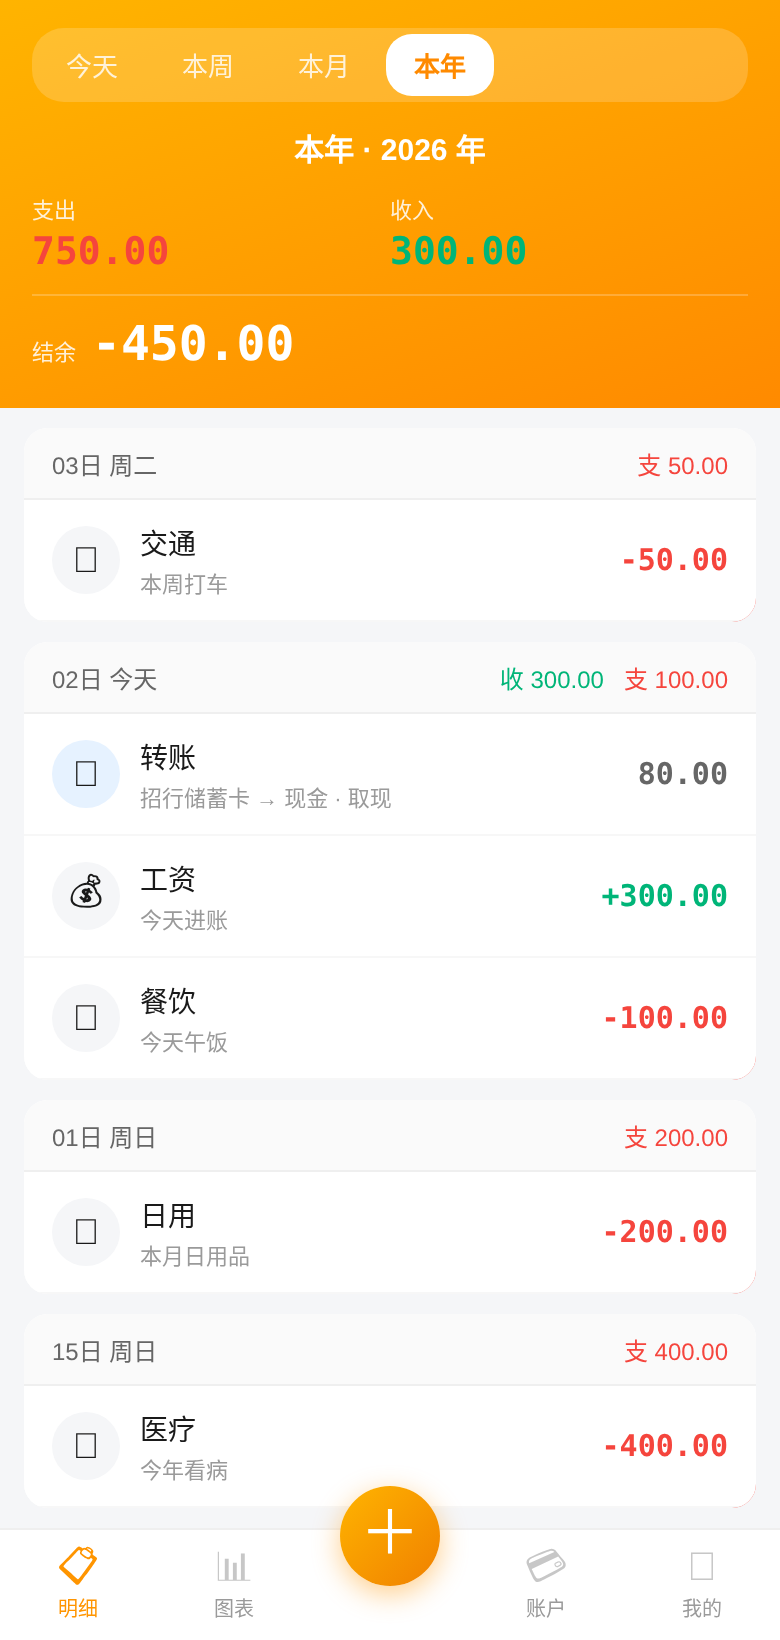 今天 本周 本月 本年
本年 · 2026 年
支出 收入
750.00 300.00
结余 -450.00
03日 周二 支 50.00
交通
本周打车
-50.00
02日 今天 收 300.00 支 100.00
转账
招行储蓄卡 → 现金 · 取现
80.00
工资
今天进账
+300.00
餐饮
今天午饭
-100.00
01日 周日 支 200.00
日用
本月日用品
-200.00
15日 周日 支 400.00
医疗
今年看病
-400.00
明细 图表 账户 我的